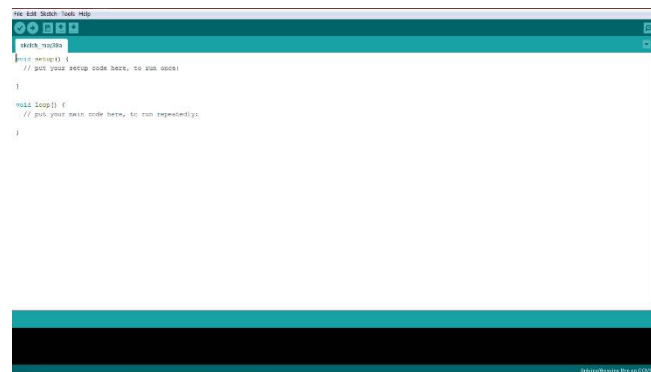 File Edit Sketch Tools Help
sketch_may30a
void setup() {
// put your setup code here, to run once:
}
void loop() {
// put your main code here, to run repeatedly:
}